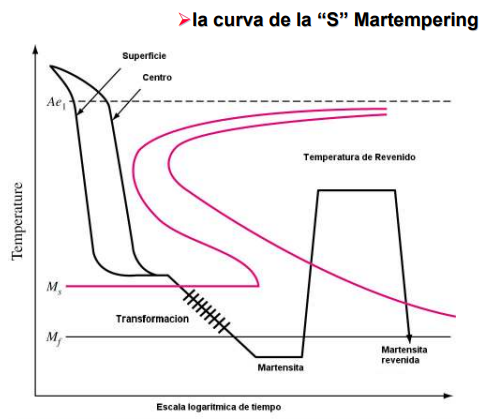 ➢la curva de la “S” Martempering
Superficie
Centro
Ae1
Temperatura de Revenido
Temperature
Ms
Transformacion
Mf
Martensita
Martensita
revenida
Escala logaritmica de tiempo